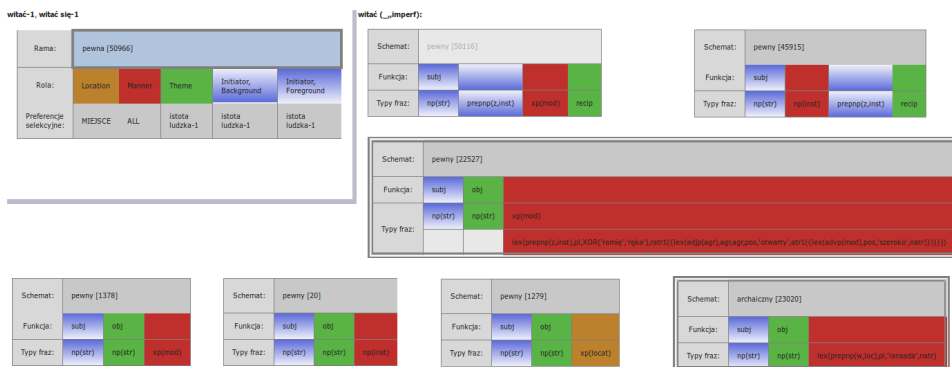 witać-1, witać się-1
Rama: pewna [50966]
Rola: Location Manner Theme Initiator, Background Initiator, Foreground
Preferencje selekcyjne: MIEJSCE ALL istota ludzka-1 istota ludzka-1 istota ludzka-1
witać (_,,imperf):
Schemat: pewny [50116]
Funkcja: subj
Typy fraz: np(str) prepnp(z,inst) xp(mod) recip
Schemat: pewny [45915]
Funkcja: subj
Typy fraz: np(str) np(inst) prepnp(z,inst) recip
Schemat: pewny [22527]
Funkcja: subj obj
Typy fraz: np(str) np(str) xp(mod)
lex(prepnp(z,inst),pl,XOR('ramię','ręka'),ratr1({lex(adjp(agr),agr,agr,pos,'otwarty',atr1({lex(advp(mod),pos,'szeroko',natr)}))}))
Schemat: pewny [1378]
Funkcja: subj obj
Typy fraz: np(str) np(str) xp(mod)
Schemat: pewny [20]
Funkcja: subj obj
Typy fraz: np(str) np(str) np(inst)
Schemat: pewny [1279]
Funkcja: subj obj
Typy fraz: np(str) np(str) xp(locat)
Schemat: archaiczny [23020]
Funkcja: subj obj
Typy fraz: np(str) np(str) lex(prepnp(w,loc),pl,'lansada',natr)